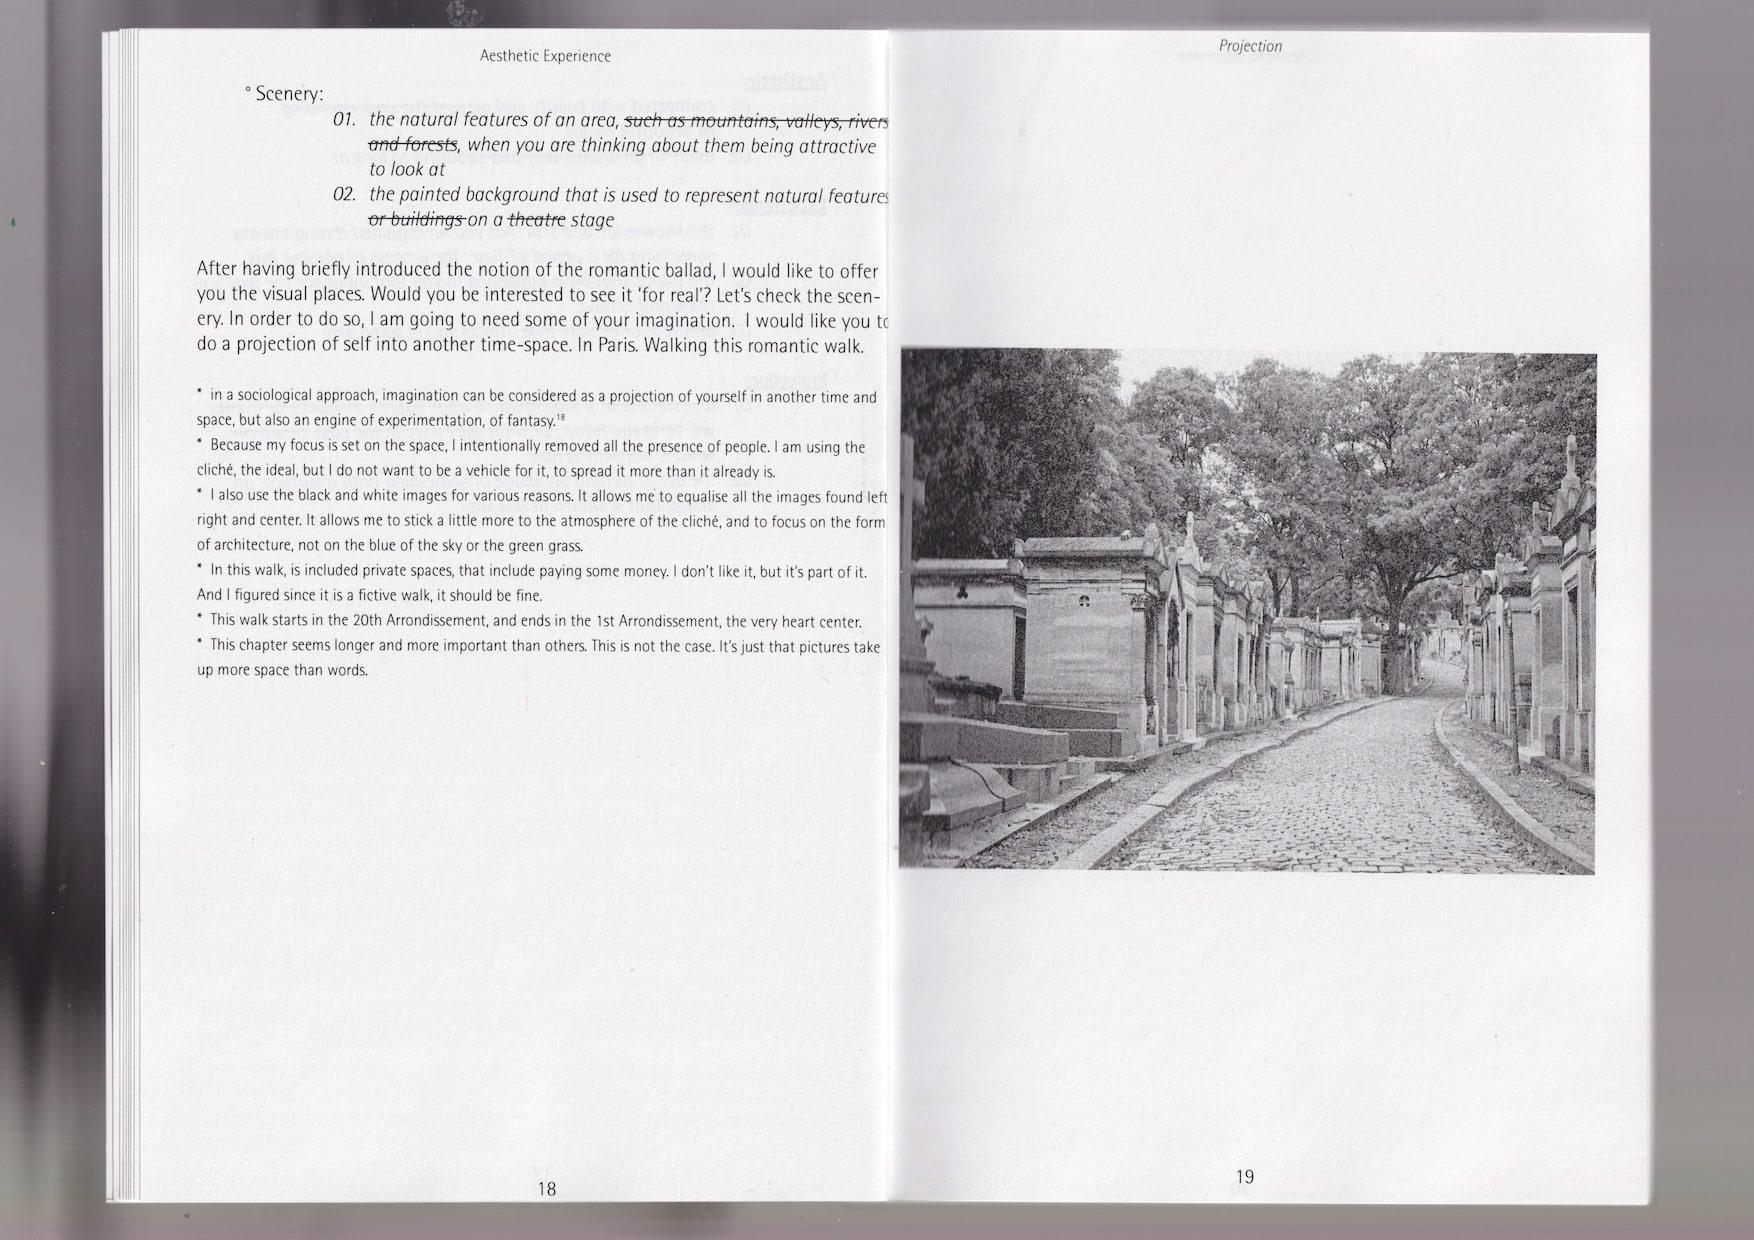 Aesthetic Experience
° Scenery:
01. the natural features of an area, such as mountains, valleys, rivers
and forests, when you are thinking about them being attractive
to look at
02. the painted background that is used to represent natural features
or buildings on a theatre stage
After having briefly introduced the notion of the romantic ballad, I would like to offer
you the visual places. Would you be interested to see it ‘for real’? Let’s check the scen-
ery. In order to do so, I am going to need some of your imagination. I would like you to
do a projection of self into another time-space. In Paris. Walking this romantic walk.
* in a sociological approach, imagination can be considered as a projection of yourself in another time and
space, but also an engine of experimentation, of fantasy.18
* Because my focus is set on the space, I intentionally removed all the presence of people. I am using the
cliché, the ideal, but I do not want to be a vehicle for it, to spread it more than it already is.
* I also use the black and white images for various reasons. It allows me to equalise all the images found left
right and center. It allows me to stick a little more to the atmosphere of the cliché, and to focus on the form
of architecture, not on the blue of the sky or the green grass.
* In this walk, is included private spaces, that include paying some money. I don’t like it, but it’s part of it.
And I figured since it is a fictive walk, it should be fine.
* This walk starts in the 20th Arrondissement, and ends in the 1st Arrondissement, the very heart center.
* This chapter seems longer and more important than others. This is not the case. It’s just that pictures take
up more space than words.
18
Projection
19